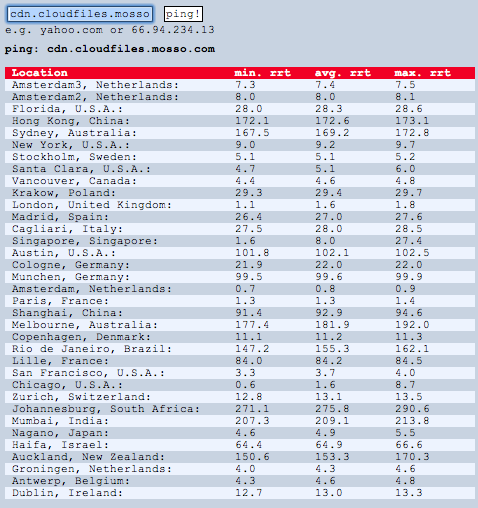 cdn.cloudfiles.mosso ping!
e.g. yahoo.com or 66.94.234.13
ping: cdn.cloudfiles.mosso.com
Location min. rrt avg. rrt max. rrt
Amsterdam3, Netherlands: 7.3 7.4 7.5
Amsterdam2, Netherlands: 8.0 8.0 8.1
Florida, U.S.A.: 28.0 28.3 28.6
Hong Kong, China: 172.1 172.6 173.1
Sydney, Australia: 167.5 169.2 172.8
New York, U.S.A.: 9.0 9.2 9.7
Stockholm, Sweden: 5.1 5.1 5.2
Santa Clara, U.S.A.: 4.7 5.1 6.0
Vancouver, Canada: 4.4 4.6 4.8
Krakow, Poland: 29.3 29.4 29.7
London, United Kingdom: 1.1 1.6 1.8
Madrid, Spain: 26.4 27.0 27.6
Cagliari, Italy: 27.5 28.0 28.5
Singapore, Singapore: 1.6 8.0 27.4
Austin, U.S.A.: 101.8 102.1 102.5
Cologne, Germany: 21.9 22.0 22.0
Munchen, Germany: 99.5 99.6 99.9
Amsterdam, Netherlands: 0.7 0.8 0.9
Paris, France: 1.3 1.3 1.4
Shanghai, China: 91.4 92.9 94.6
Melbourne, Australia: 177.4 181.9 192.0
Copenhagen, Denmark: 11.1 11.2 11.3
Rio de Janeiro, Brazil: 147.2 155.3 162.1
Lille, France: 84.0 84.2 84.5
San Francisco, U.S.A.: 3.3 3.7 4.0
Chicago, U.S.A.: 0.6 1.6 8.7
Zurich, Switzerland: 12.8 13.1 13.5
Johannesburg, South Africa: 271.1 275.8 290.6
Mumbai, India: 207.3 209.1 213.8
Nagano, Japan: 4.6 4.9 5.5
Haifa, Israel: 64.4 64.9 66.6
Auckland, New Zealand: 150.6 153.3 170.3
Groningen, Netherlands: 4.0 4.3 4.6
Antwerp, Belgium: 4.3 4.6 4.8
Dublin, Ireland: 12.7 13.0 13.3